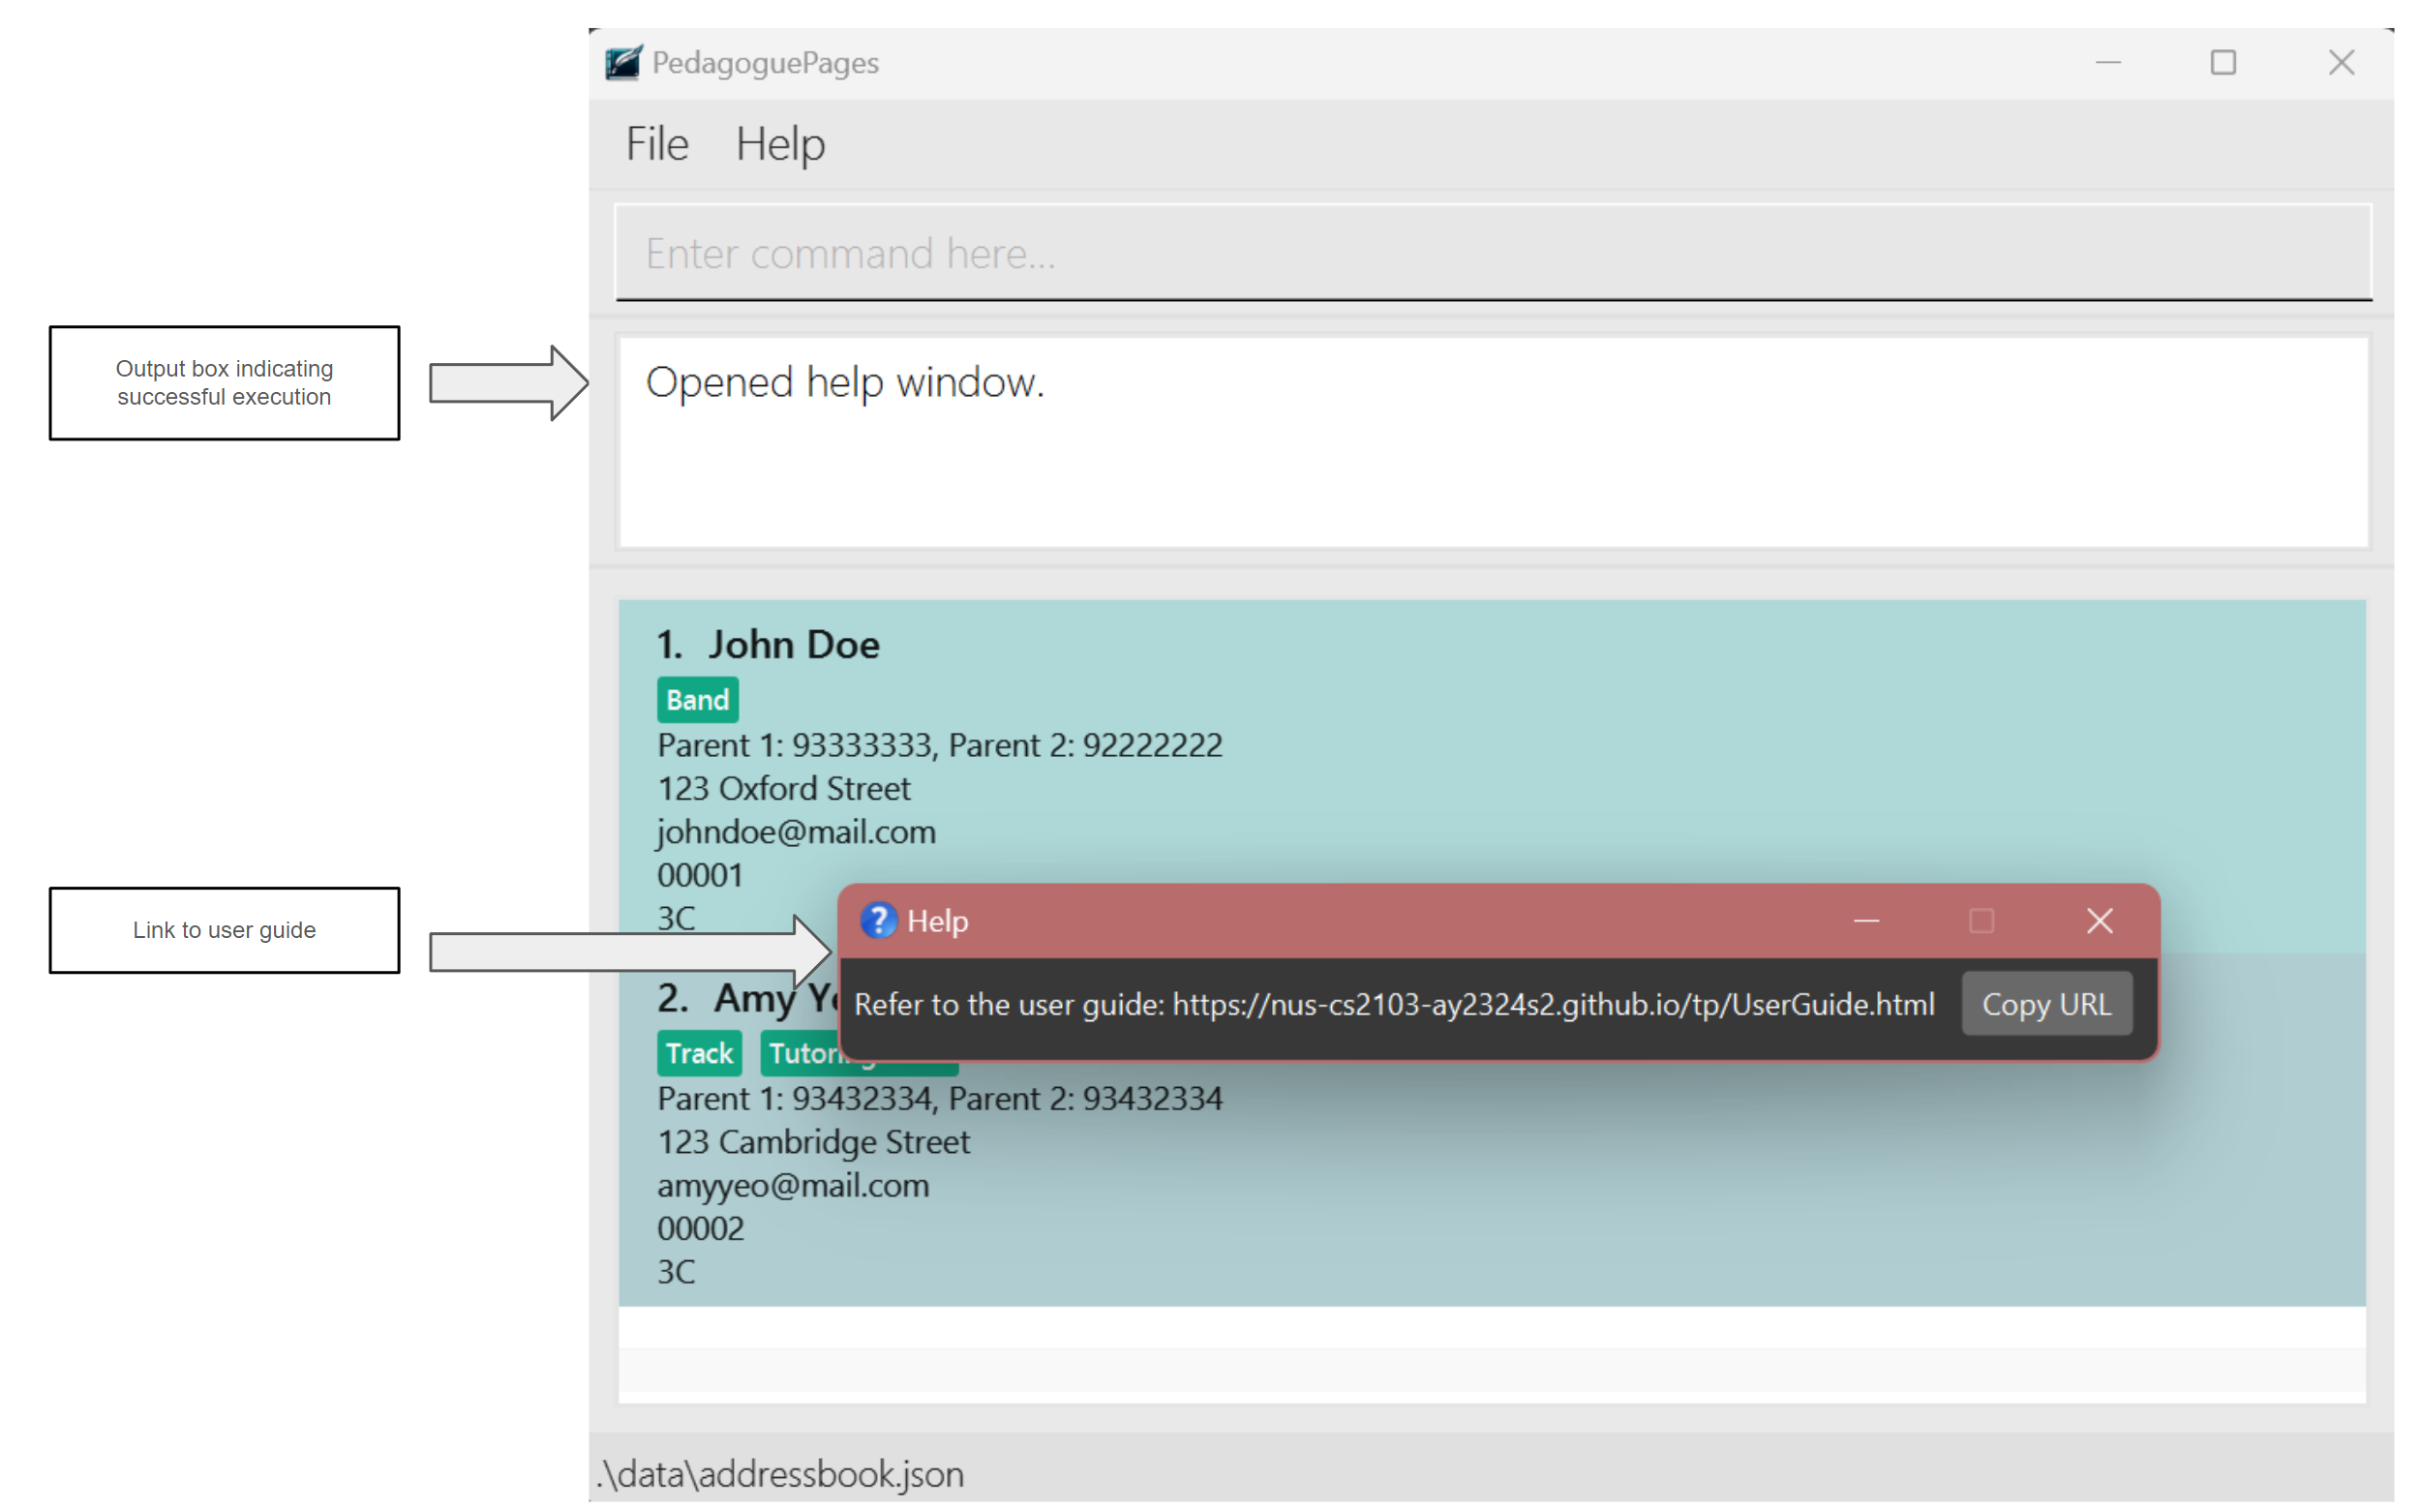 PedagoguePages
File Help
Enter command here...
Output box indicating
successful execution
Opened help window.
1. John Doe
Band
Parent 1: 93333333, Parent 2: 92222222
123 Oxford Street
johndoe@mail.com
00001
3C
Link to user guide
Help
Refer to the user guide: https://nus-cs2103-ay2324s2.github.io/tp/UserGuide.html Copy URL
2. Amy
Track
Parent 1: 93432334, Parent 2: 93432334
123 Cambridge Street
amyyeo@mail.com
00002
3C
.\data\addressbook.json